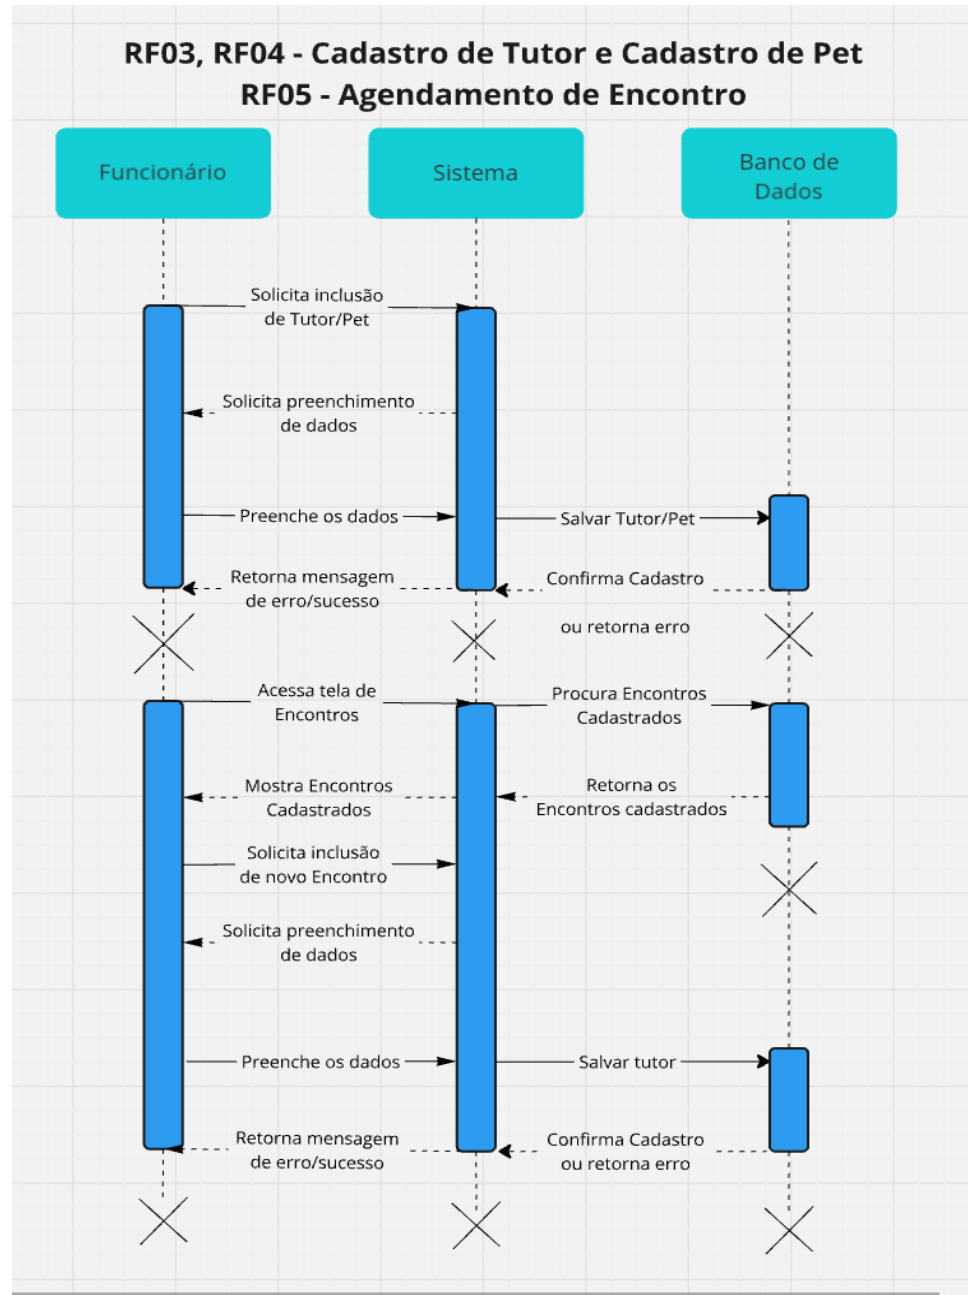 RF03, RF04 - Cadastro de Tutor e Cadastro de Pet
RF05 - Agendamento de Encontro
Funcionário
Sistema
Banco de
Dados
Solicita inclusão
de Tutor/Pet
Solicita preenchimento
de dados
Preenche os dados
Salvar Tutor/Pet
Retorna mensagem
de erro/sucesso
Confirma Cadastro
ou retorna erro
Acessa tela de
Encontros
Procura Encontros
Cadastrados
Mostra Encontros
Cadastrados
Retorna os
Encontros cadastrados
Solicita inclusão
de novo Encontro
Solicita preenchimento
de dados
Preenche os dados
Salvar tutor
Retorna mensagem
de erro/sucesso
Confirma Cadastro
ou retorna erro